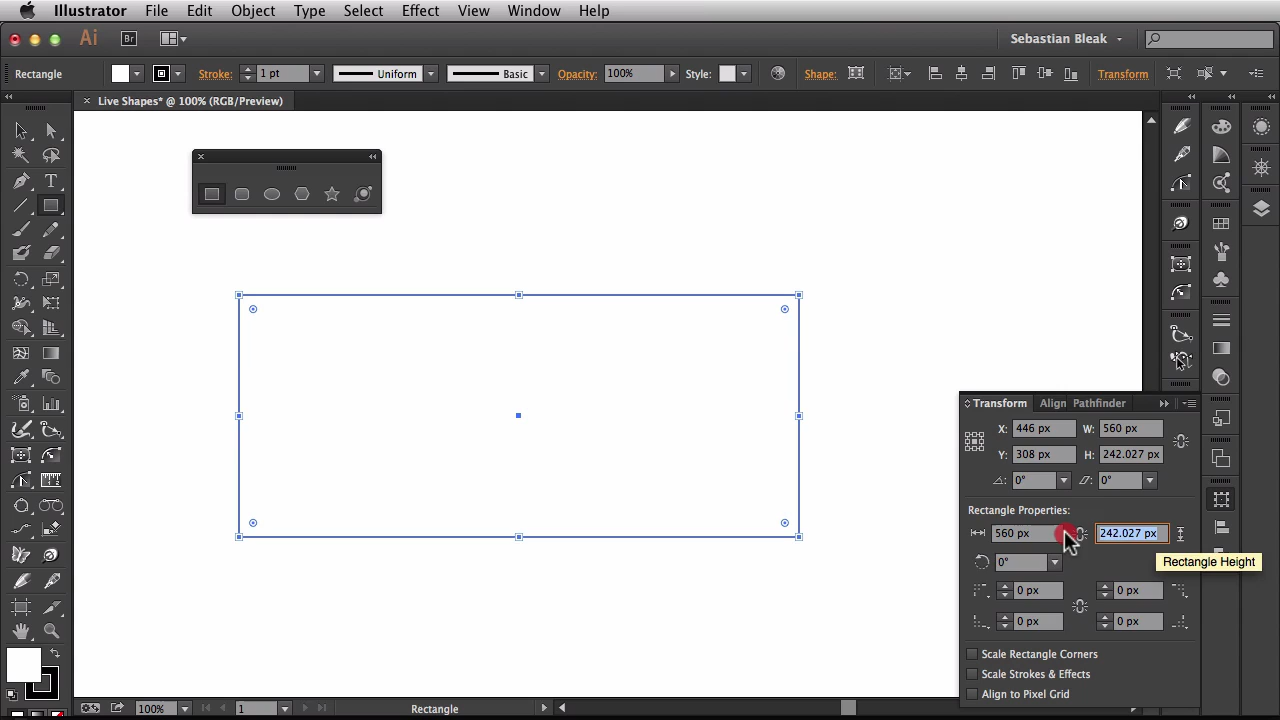 Illustrator File Edit Object Type Select Effect View Window Help
Ai Br Sebastian Bleak
Rectangle Stroke: 1 pt Uniform Basic Opacity: 100% Style: Shape: Transform
× Live Shapes* @ 100% (RGB/Preview)
Transform Align Pathfinder
X: 446 px W: 560 px
Y: 308 px H: 242.027 px
0° 0°
Rectangle Properties:
560 px 242.027 px
0° Rectangle Height
0 px 0 px
0 px 0 px
Scale Rectangle Corners
Scale Strokes & Effects
Align to Pixel Grid
100% 1 Rectangle